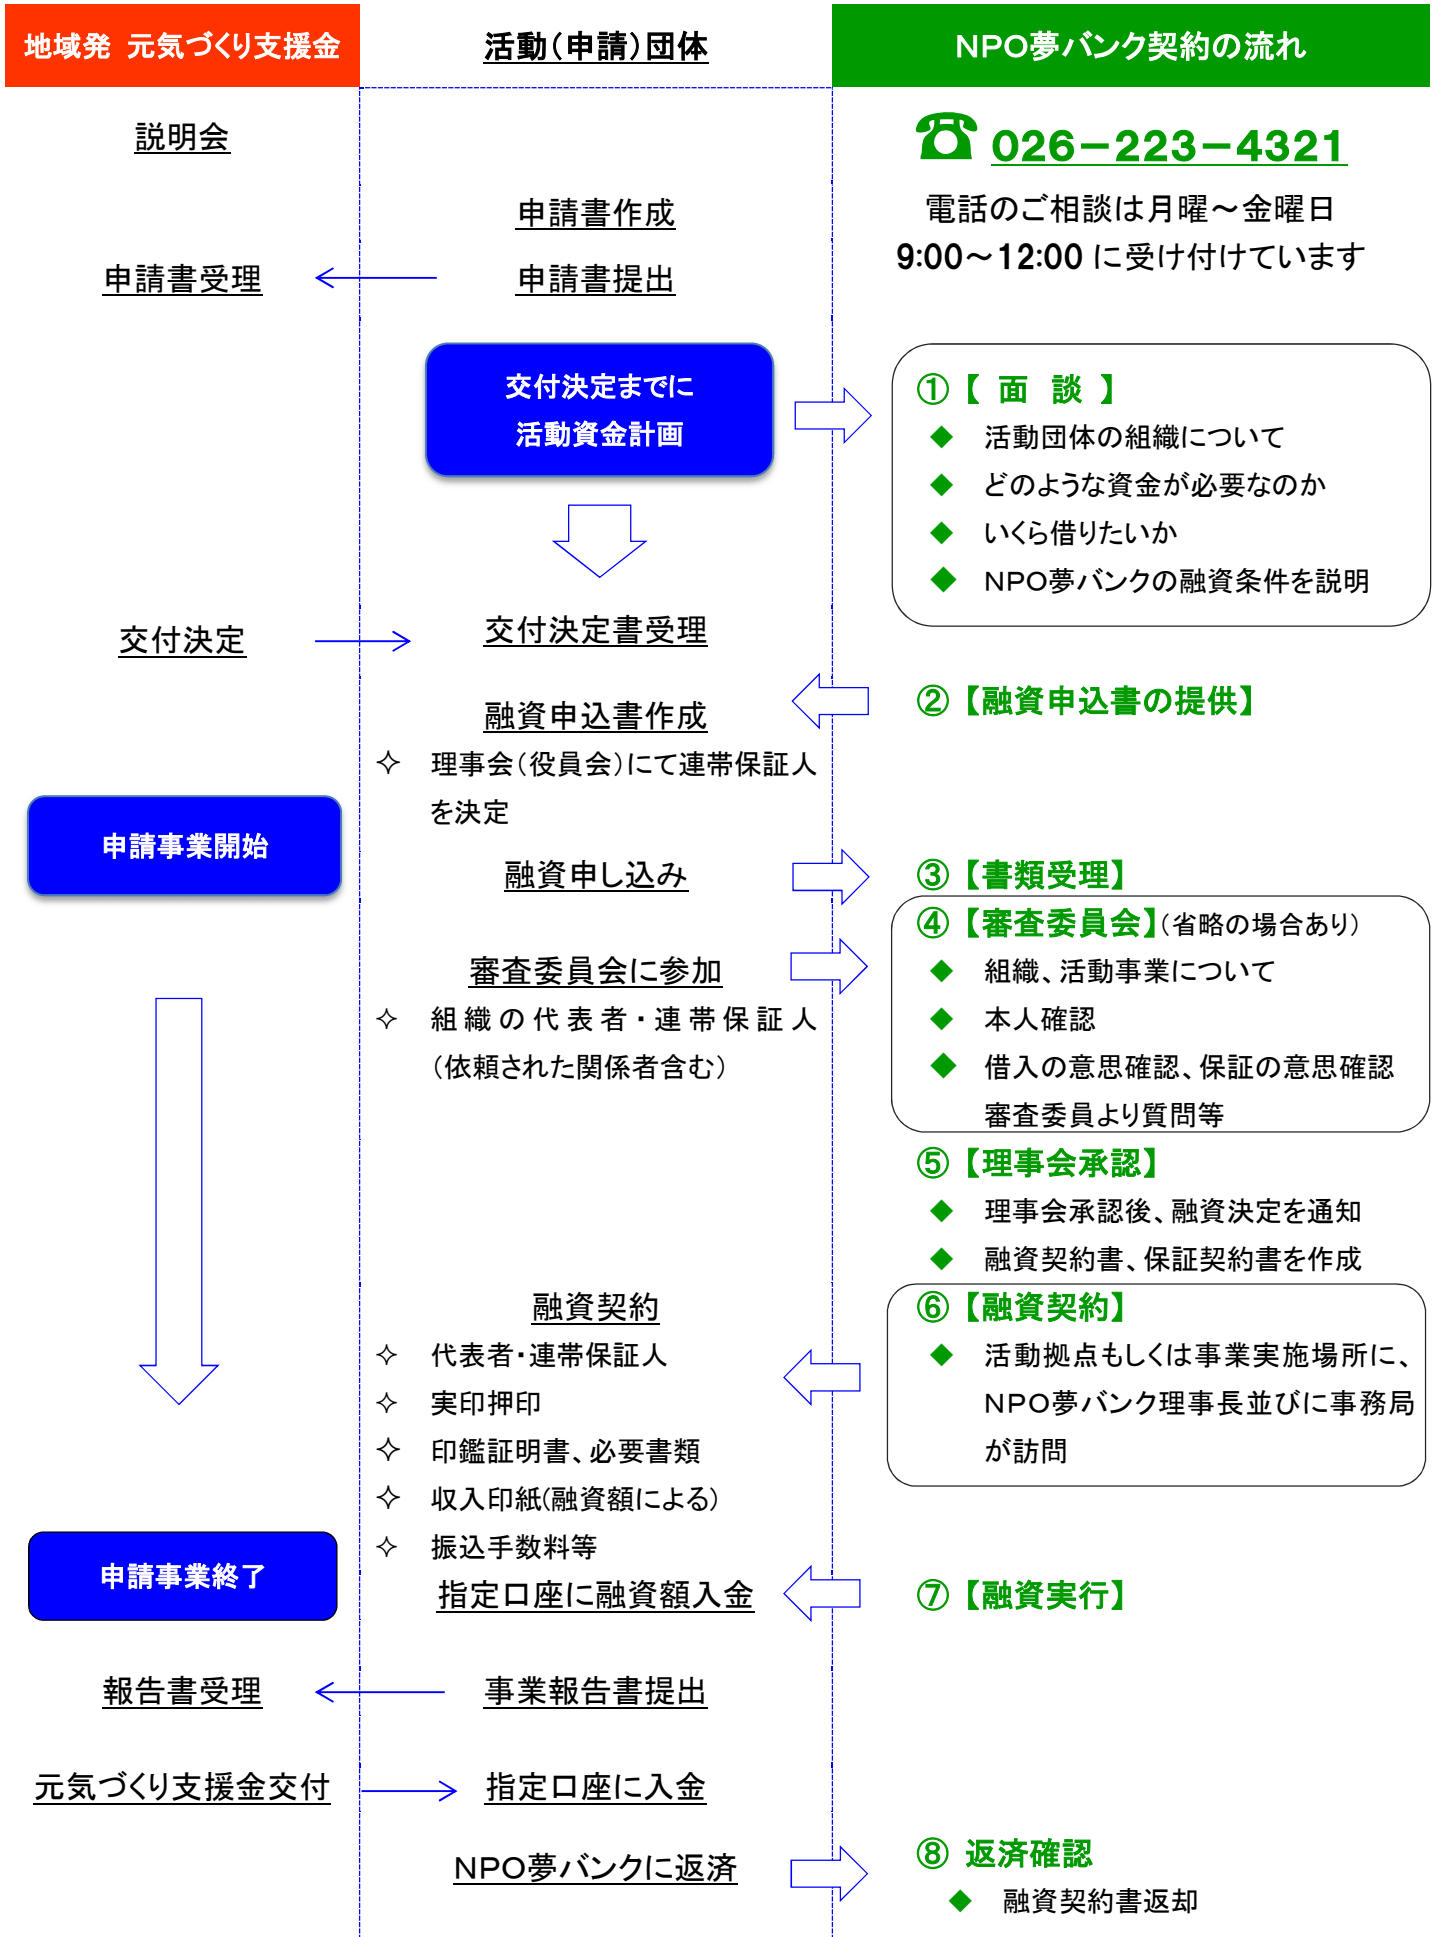 地域発 元気づくり支援金
活動（申請）団体
NPO夢バンク契約の流れ
説明会
☎ 026－223－4321
申請書作成
電話のご相談は月曜～金曜日
9:00～12:00 に受け付けています
申請書受理
申請書提出
交付決定までに
活動資金計画
①【 面 談 】
◆ 活動団体の組織について
◆ どのような資金が必要なのか
◆ いくら借りたいか
◆ NPO夢バンクの融資条件を説明
交付決定
交付決定書受理
②【融資申込書の提供】
融資申込書作成
✧ 理事会（役員会）にて連帯保証人
を決定
申請事業開始
融資申し込み
③【書類受理】
④【審査委員会】（省略の場合あり）
◆ 組織、活動事業について
◆ 本人確認
◆ 借入の意思確認、保証の意思確認
審査委員より質問等
審査委員会に参加
✧ 組織の代表者・連帯保証人
（依頼された関係者含む）
⑤【理事会承認】
◆ 理事会承認後、融資決定を通知
◆ 融資契約書、保証契約書を作成
融資契約
✧ 代表者・連帯保証人
✧ 実印押印
✧ 印鑑証明書、必要書類
✧ 収入印紙(融資額による)
✧ 振込手数料等
⑥【融資契約】
◆ 活動拠点もしくは事業実施場所に、
NPO夢バンク理事長並びに事務局
が訪問
申請事業終了
指定口座に融資額入金
⑦【融資実行】
報告書受理
事業報告書提出
元気づくり支援金交付
指定口座に入金
NPO夢バンクに返済
⑧ 返済確認
◆ 融資契約書返却